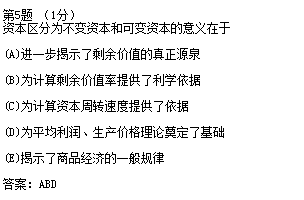 第5题 (1分)
资本区分为不变资本和可变资本的意义在于
(A)进一步揭示了剩余价值的真正源泉
(B)为计算剩余价值率提供了利学依据
(C)为计算资本周转速度提供了依据
(D)为平均利润、生产价格理论奠定了基础
(E)揭示了商品经济的一般规律
答案：ABD